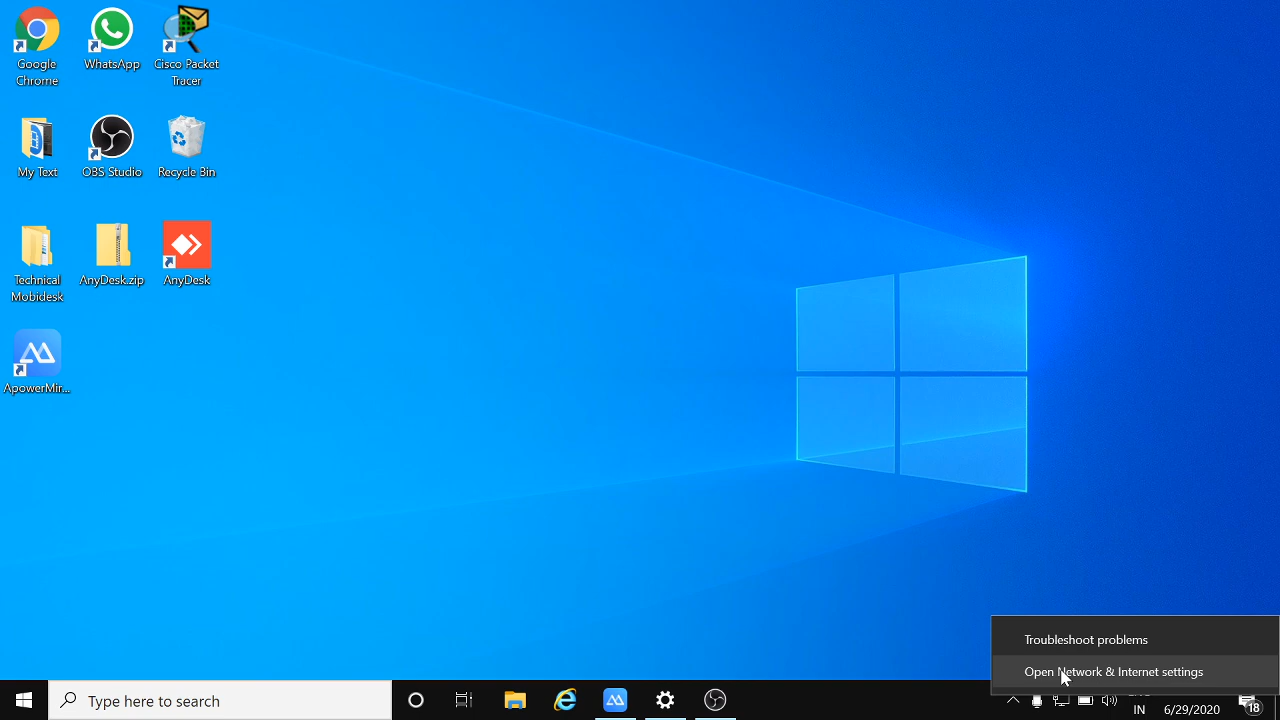 Google
Chrome
WhatsApp
Cisco Packet
Tracer
My Text
OBS Studio
Recycle Bin
Technical
Mobidesk
AnyDesk.zip
AnyDesk
ApowerMir...
Troubleshoot problems
Open Network & Internet settings
Type here to search
IN
6/29/2020
18